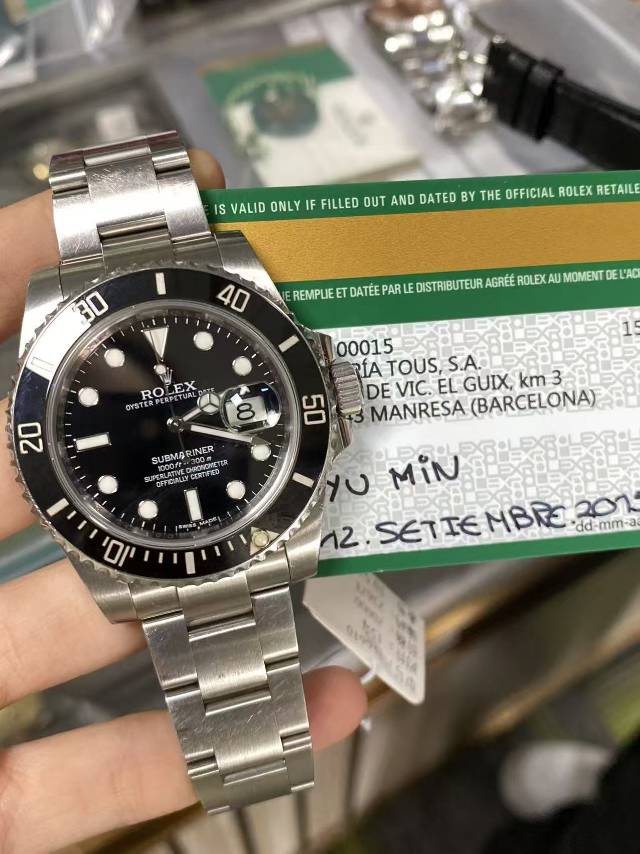 IS VALID ONLY IF FILLED OUT AND DATED BY THE OFFICIAL ROLEX
REMPLIE ET DATÉE PAR LE DISTRIBUTEUR AGRÉÉ ROLEX AU MOMENT DE
00015
RÍA TOUS, S.A.
DE VIC. EL GUIX, km 3
MANRESA (BARCELONA)
YU MIN
12. SETIEMBRE
dd-mm
20
30
40
50
10
ROLEX
OYSTER PERPETUAL DATE
8
SUBMARINER
1000ft = 300m
SUPERLATIVE CHRONOMETER
OFFICIALLY CERTIFIED
SWISS MADE